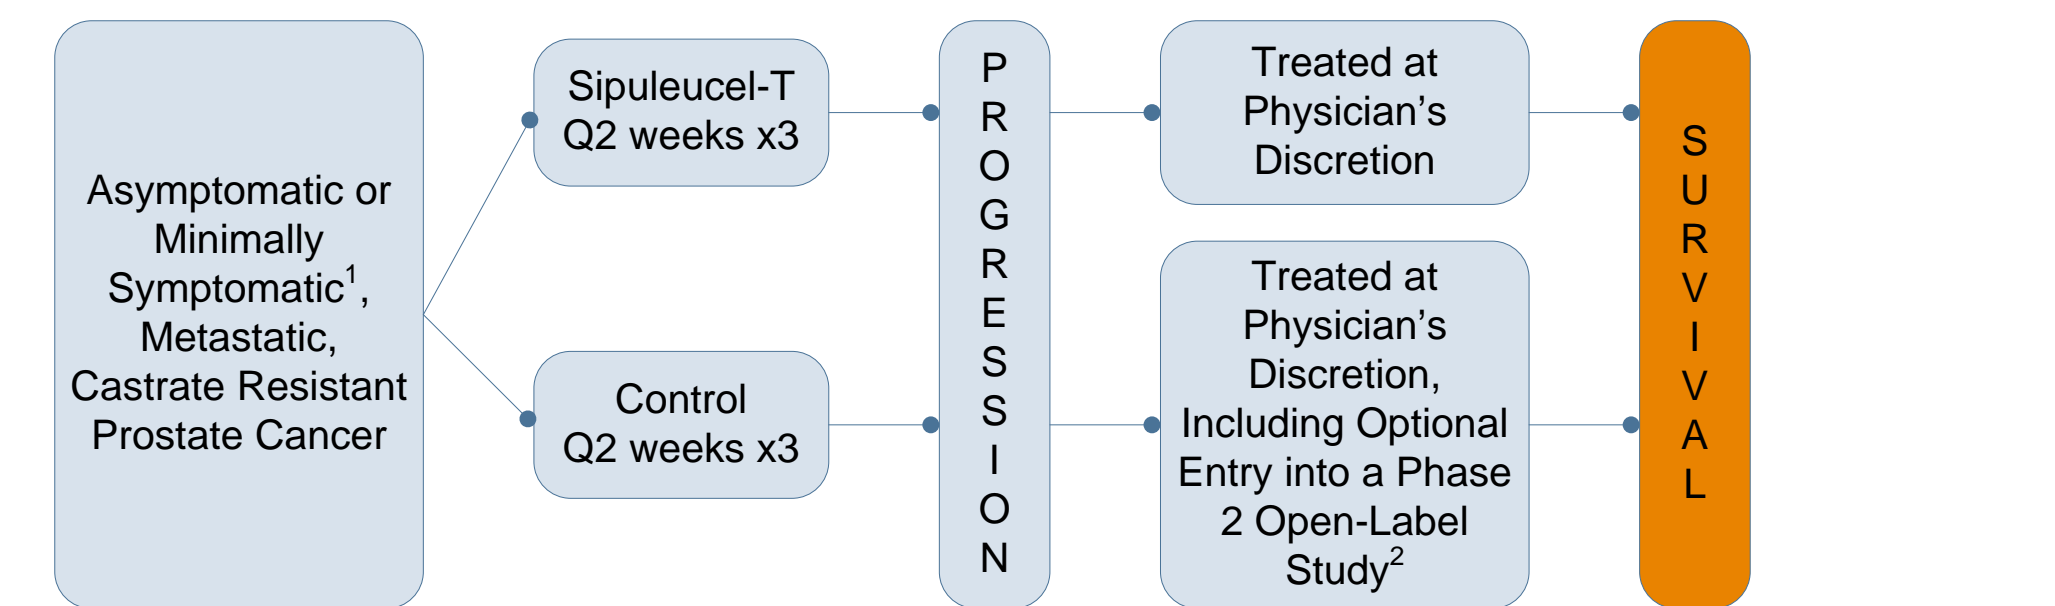 Asymptomatic or
Minimally
Symptomatic¹,
Metastatic,
Castrate Resistant
Prostate Cancer
Sipuleucel-T
Q2 weeks x3
Control
Q2 weeks x3
P
R
O
G
R
E
S
S
I
O
N
Treated at
Physician’s
Discretion
Treated at
Physician’s
Discretion,
Including Optional
Entry into a Phase
2 Open-Label
Study²
S
U
R
V
I
V
A
L